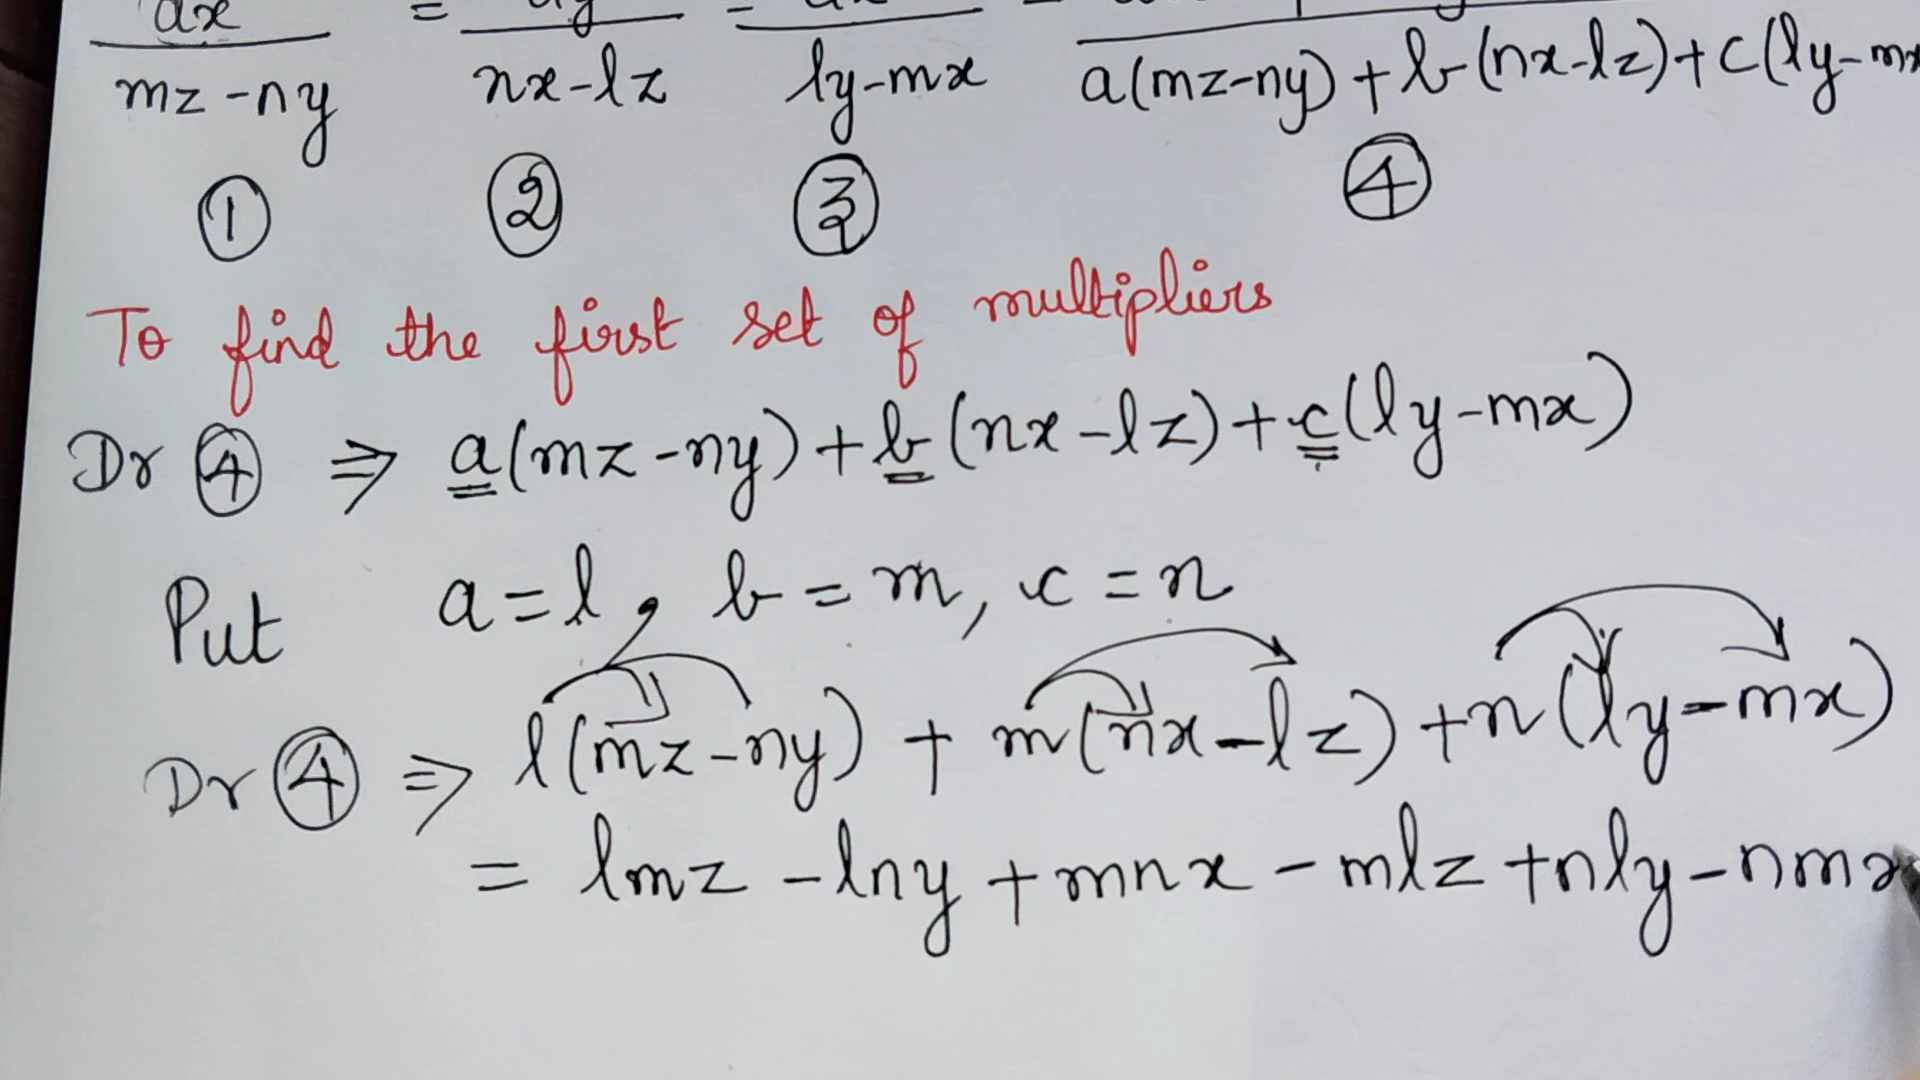 dx = dy = =
mz-ny nx-lz ly-mx a(mz-ny)+b(nx-lz)+c(ly-mx
① ② ③ ④
To find the first set of multipliers
Dr ④ ⇒ a(mz-ny)+b(nx-lz)+c(ly-mx)
Put a=l, b=m, c=n
Dr ④ ⇒ l(mz-ny) + m(nx-lz)+n(ly-mx)
= lmz -lny +mnx -mlz +nly -nmx